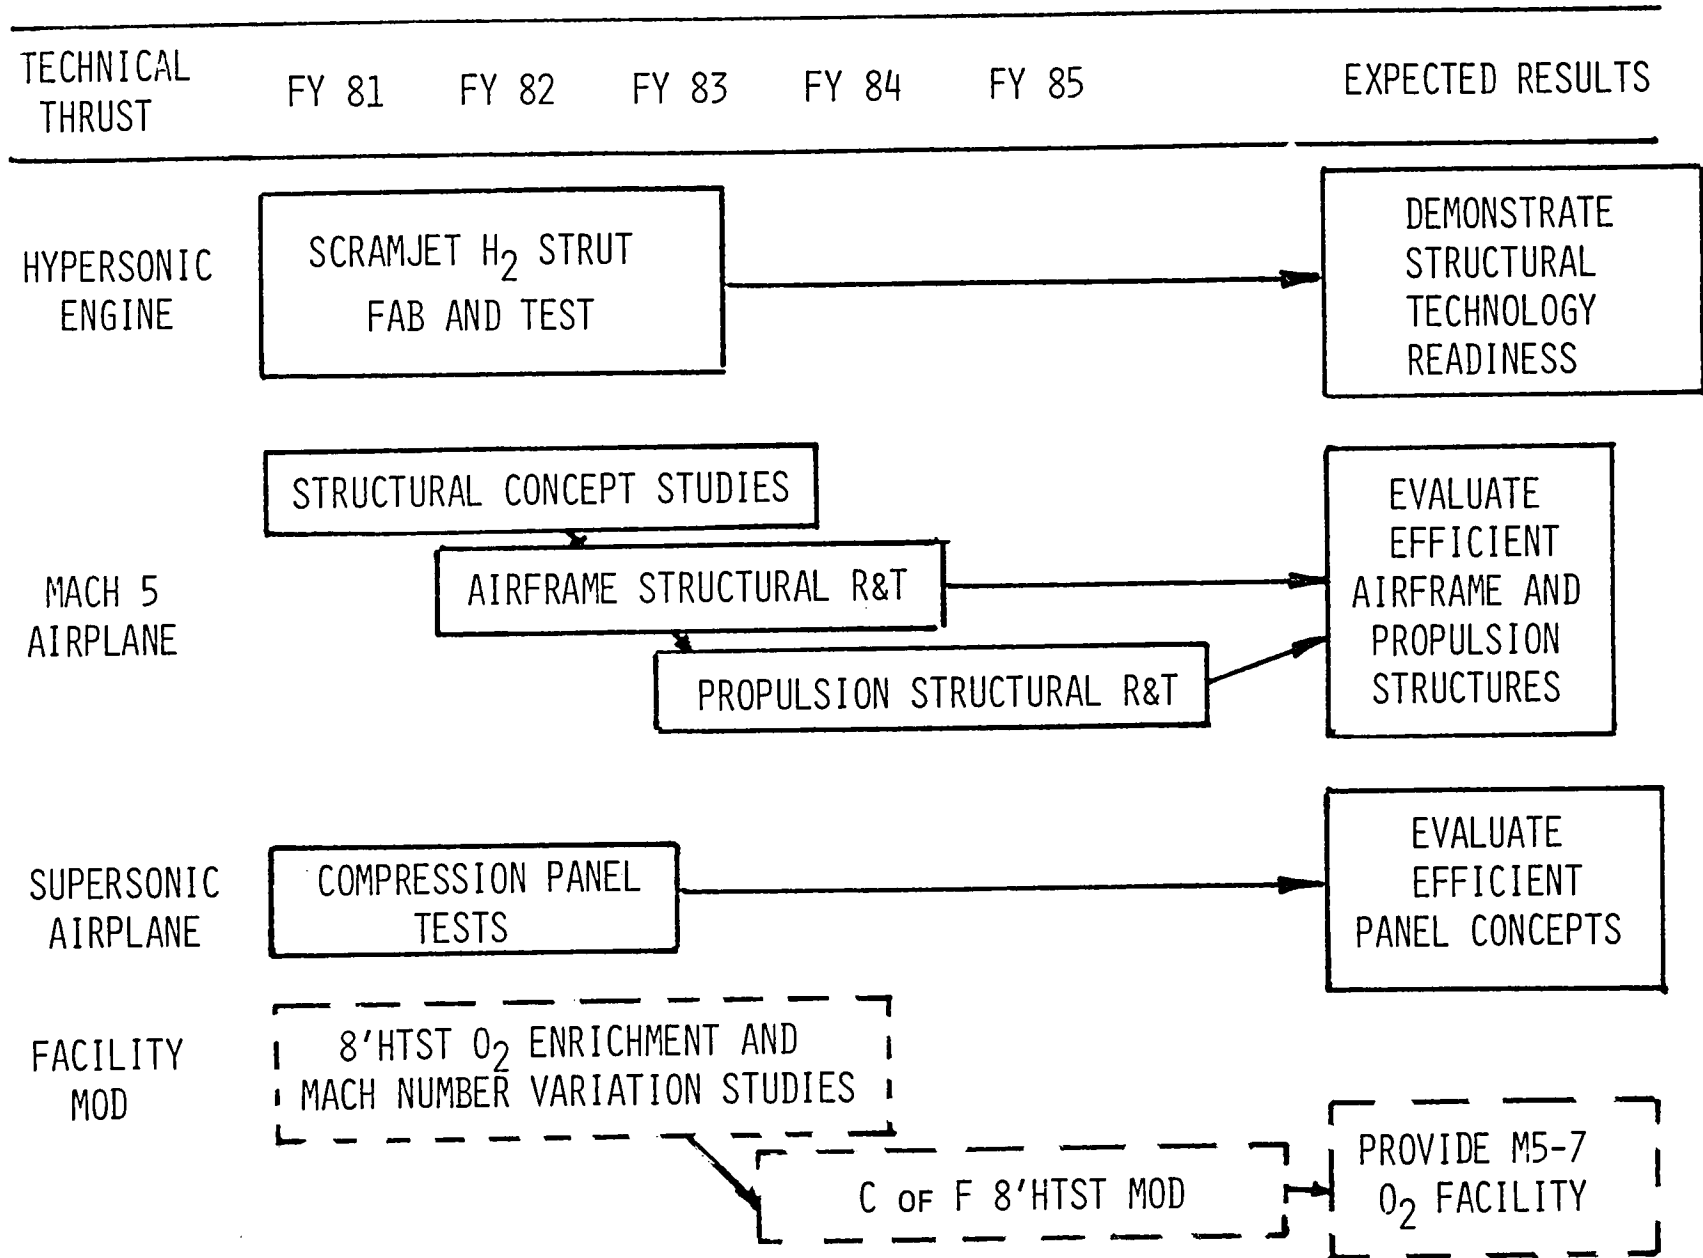 TECHNICAL THRUST FY 81 FY 82 FY 83 FY 84 FY 85 EXPECTED RESULTS
HYPERSONIC
ENGINE
SCRAMJET H2 STRUT
FAB AND TEST
DEMONSTRATE
STRUCTURAL
TECHNOLOGY
READINESS
MACH 5
AIRPLANE
STRUCTURAL CONCEPT STUDIES
AIRFRAME STRUCTURAL R&T
PROPULSION STRUCTURAL R&T
EVALUATE
EFFICIENT
AIRFRAME AND
PROPULSION
STRUCTURES
SUPERSONIC
AIRPLANE
COMPRESSION PANEL
TESTS
EVALUATE
EFFICIENT
PANEL CONCEPTS
FACILITY
MOD
8'HTST O2 ENRICHMENT AND
MACH NUMBER VARIATION STUDIES
C OF F 8'HTST MOD
PROVIDE M5-7
O2 FACILITY